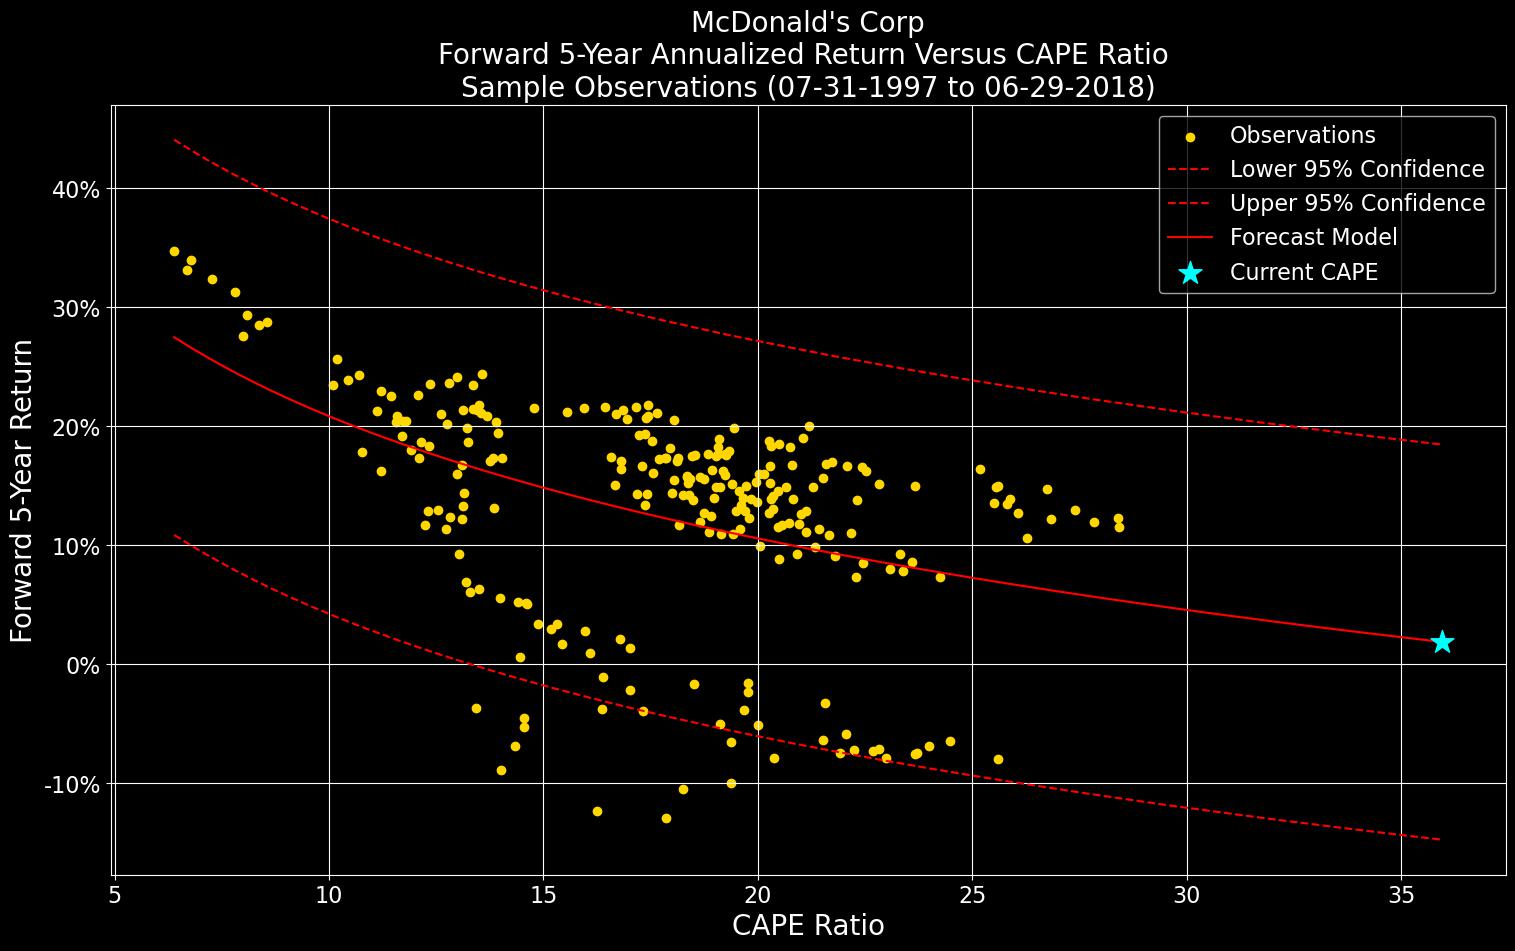 McDonald's Corp
Forward 5-Year Annualized Return Versus CAPE Ratio
Sample Observations (07-31-1997 to 06-29-2018)
Observations
Lower 95% Confidence
Upper 95% Confidence
Forecast Model
Current CAPE
Forward 5-Year Return
40%
30%
20%
10%
0%
-10%
5
10
15
20
25
30
35
CAPE Ratio